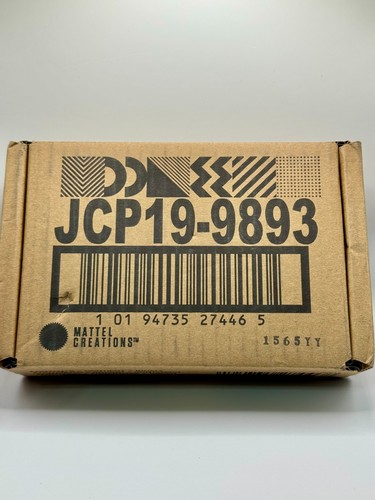 JCP19-9893
1 01 94735 27446 5
MATTEL
CREATIONS™
1565YY